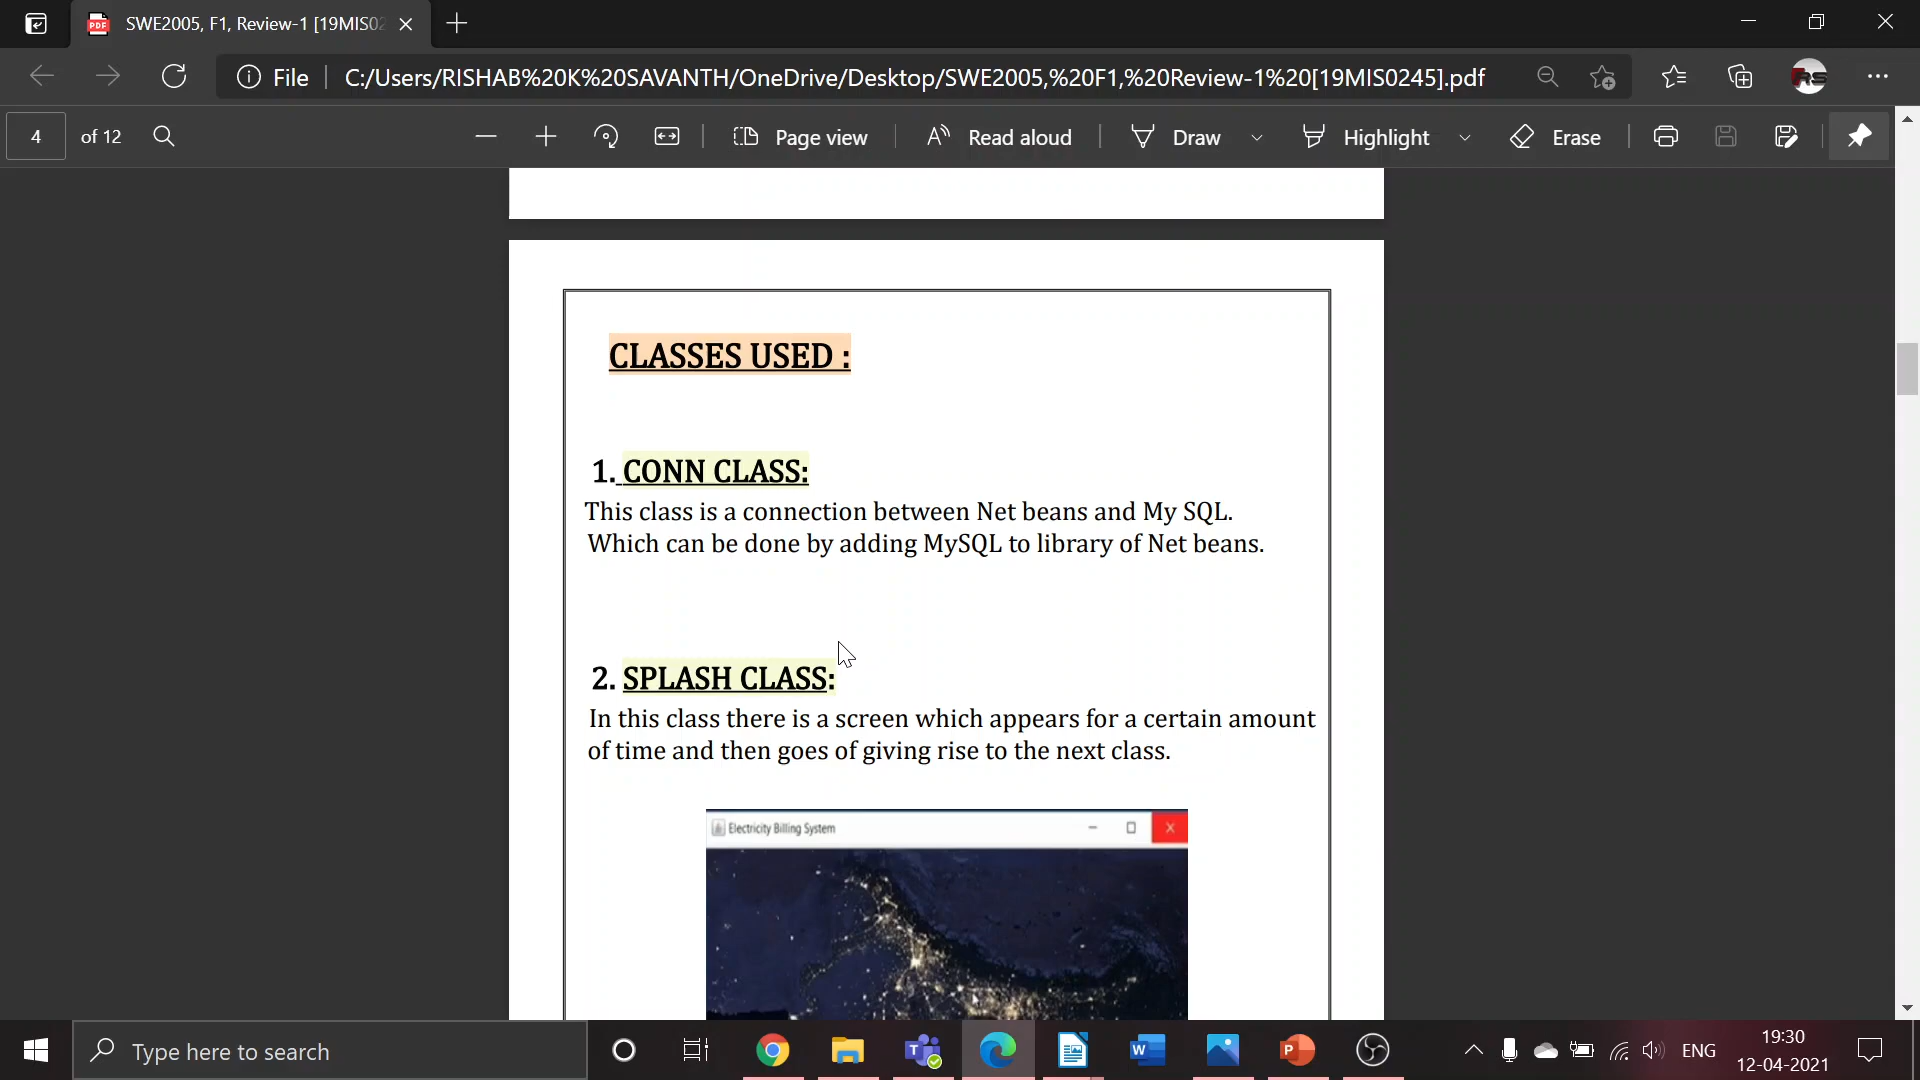 SWE2005, F1, Review-1 [19MIS02
File
C:/Users/RISHAB%20K%20SAVANTH/OneDrive/Desktop/SWE2005,%20F1,%20Review-1%20[19MIS0245].pdf
RS
4 of 12
Page view
Read aloud
Draw
Highlight
Erase
CLASSES USED :
1. CONN CLASS:
This class is a connection between Net beans and My SQL.
Which can be done by adding MySQL to library of Net beans.
2. SPLASH CLASS:
In this class there is a screen which appears for a certain amount
of time and then goes of giving rise to the next class.
Electricity Billing System
Type here to search
ENG
19:30
12-04-2021